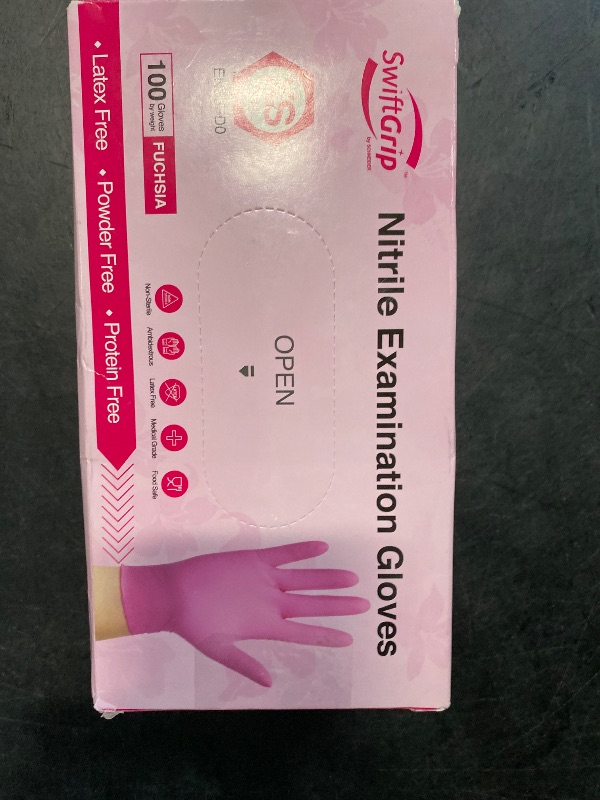 SwiftGrip™
by SCHNEIDER
Nitrile Examination Gloves
OPEN
100 Gloves
by weight
FUCHSIA
Non-Sterile
Ambidextrous
Latex Free
Medical Grade
Food Safe
• Latex Free • Powder Free • Protein Free